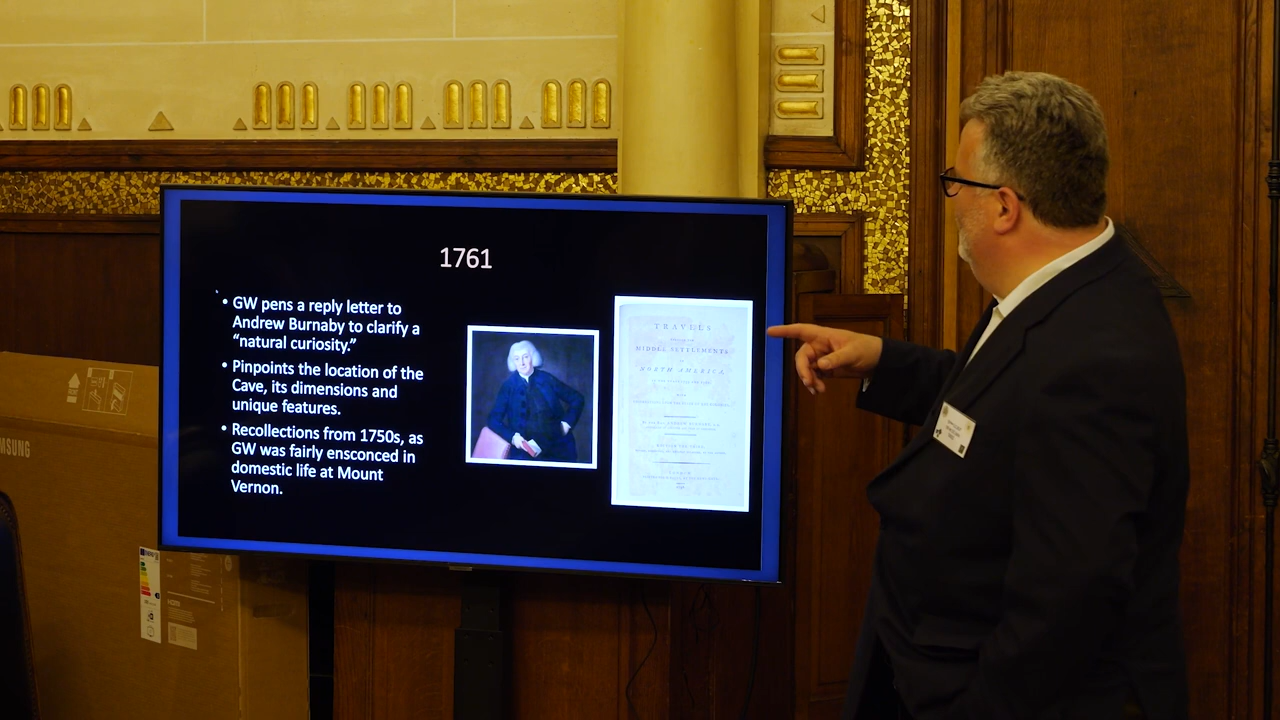 1761
• GW pens a reply letter to
Andrew Burnaby to clarify a
“natural curiosity.”
• Pinpoints the location of the
Cave, its dimensions and
unique features.
• Recollections from 1750s, as
GW was fairly ensconced in
domestic life at Mount
Vernon.
TRAVELS
MIDDLE SETTLEMENTS
NORTH AMERICA,
SAMSUNG